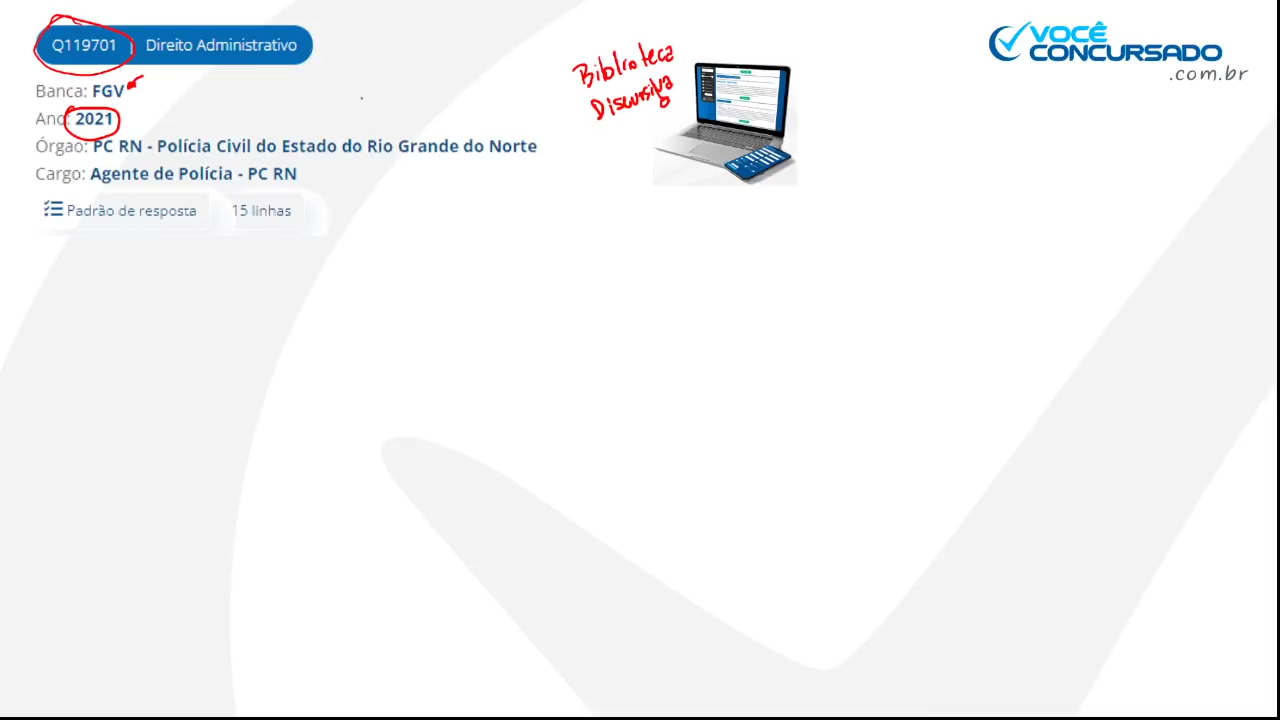 Q119701 Direito Administrativo
Banca: FGV
Ano: 2021
Órgao: PC RN - Polícia Civil do Estado do Rio Grande do Norte
Cargo: Agente de Polícia - PC RN
Padrão de resposta 15 linhas
Biblioteca
Discursiva
VOCÊ
CONCURSADO
.com.br